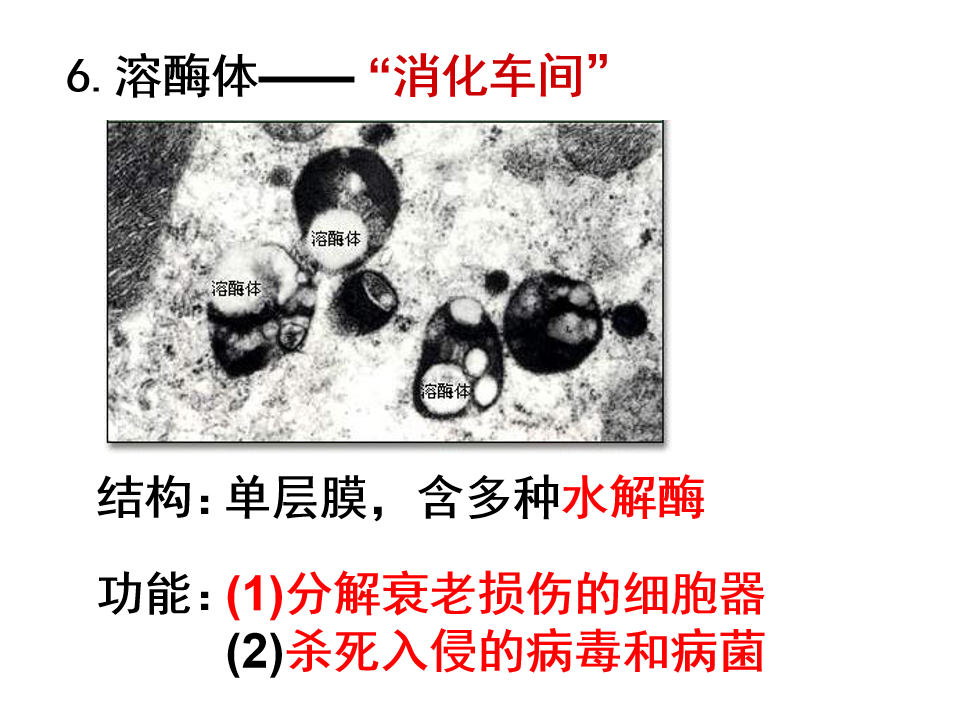 6.溶酶体—— “消化车间”
溶酶体
溶酶体
溶酶体
结构：单层膜，含多种水解酶
功能：(1)分解衰老损伤的细胞器
(2)杀死入侵的病毒和病菌